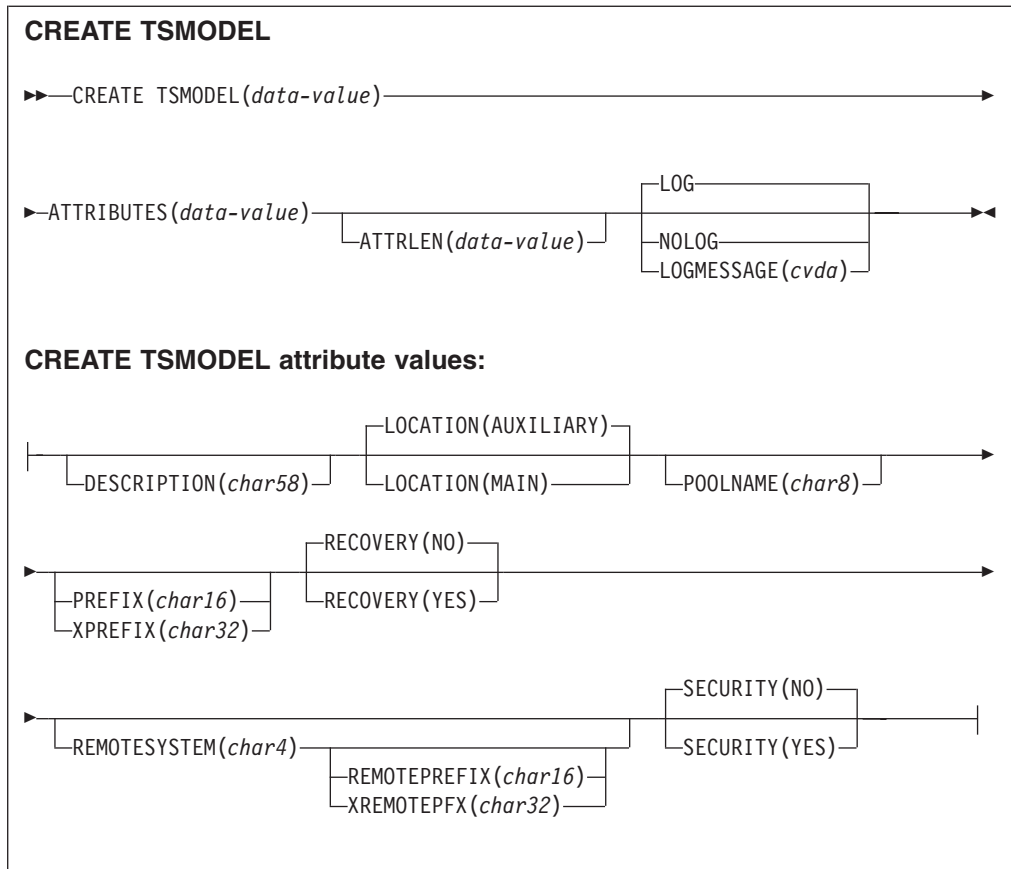 CREATE TSMODEL
CREATE TSMODEL(data-value)
LOG
ATTRIBUTES(data-value)
ATTRLEN(data-value)
NOLOG
LOGMESSAGE(cvda)
CREATE TSMODEL attribute values:
LOCATION(AUXILIARY)
DESCRIPTION(char58)
LOCATION(MAIN)
POOLNAME(char8)
RECOVERY(NO)
PREFIX(char16)
RECOVERY(YES)
XPREFIX(char32)
SECURITY(NO)
REMOTESYSTEM(char4)
SECURITY(YES)
REMOTEPREFIX(char16)
XREMOTEPFX(char32)